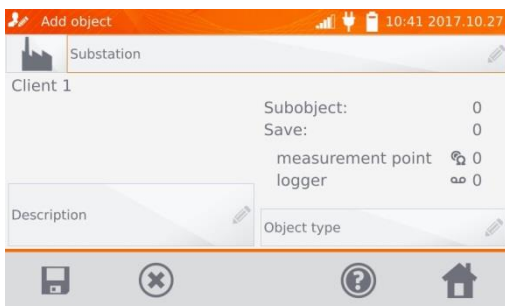 Add object
10:41 2017.10.27
Substation
Client 1
Subobject: 0
Save: 0
measurement point 0
logger 0
Description
Object type